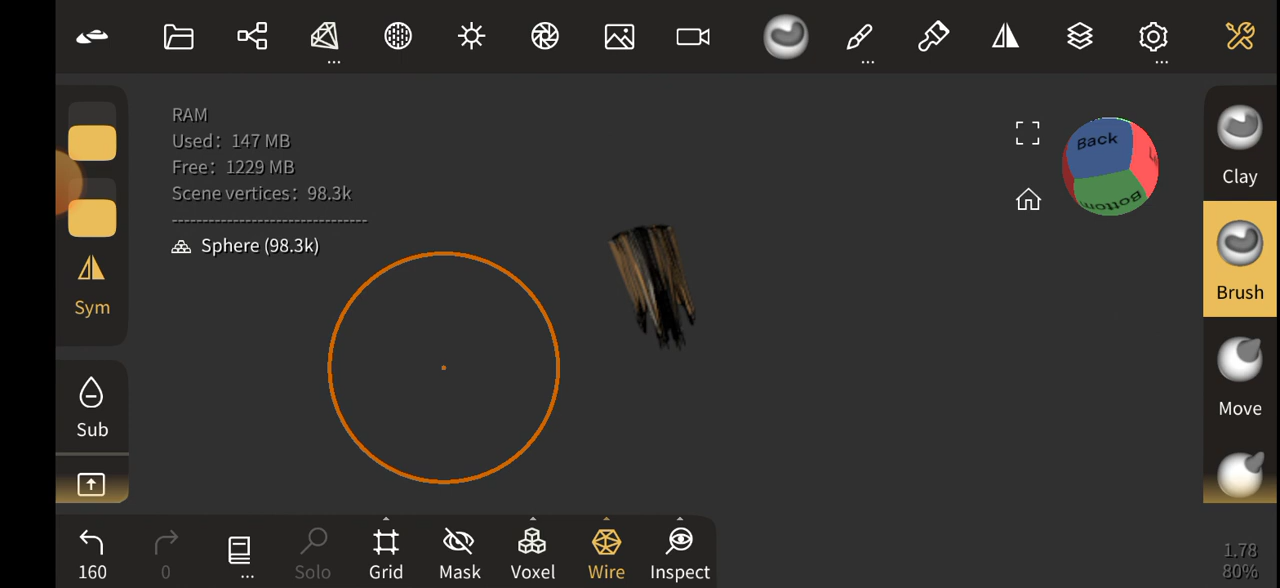 RAM
Used: 147 MB
Free: 1229 MB
Scene vertices: 98.3k
-------------------------------
Sphere (98.3k)
Back
Bottom
Sym
Sub
Clay
Brush
Move
...
...
...
...
160
0
Solo
Grid
Mask
Voxel
Wire
Inspect
1.78
80%